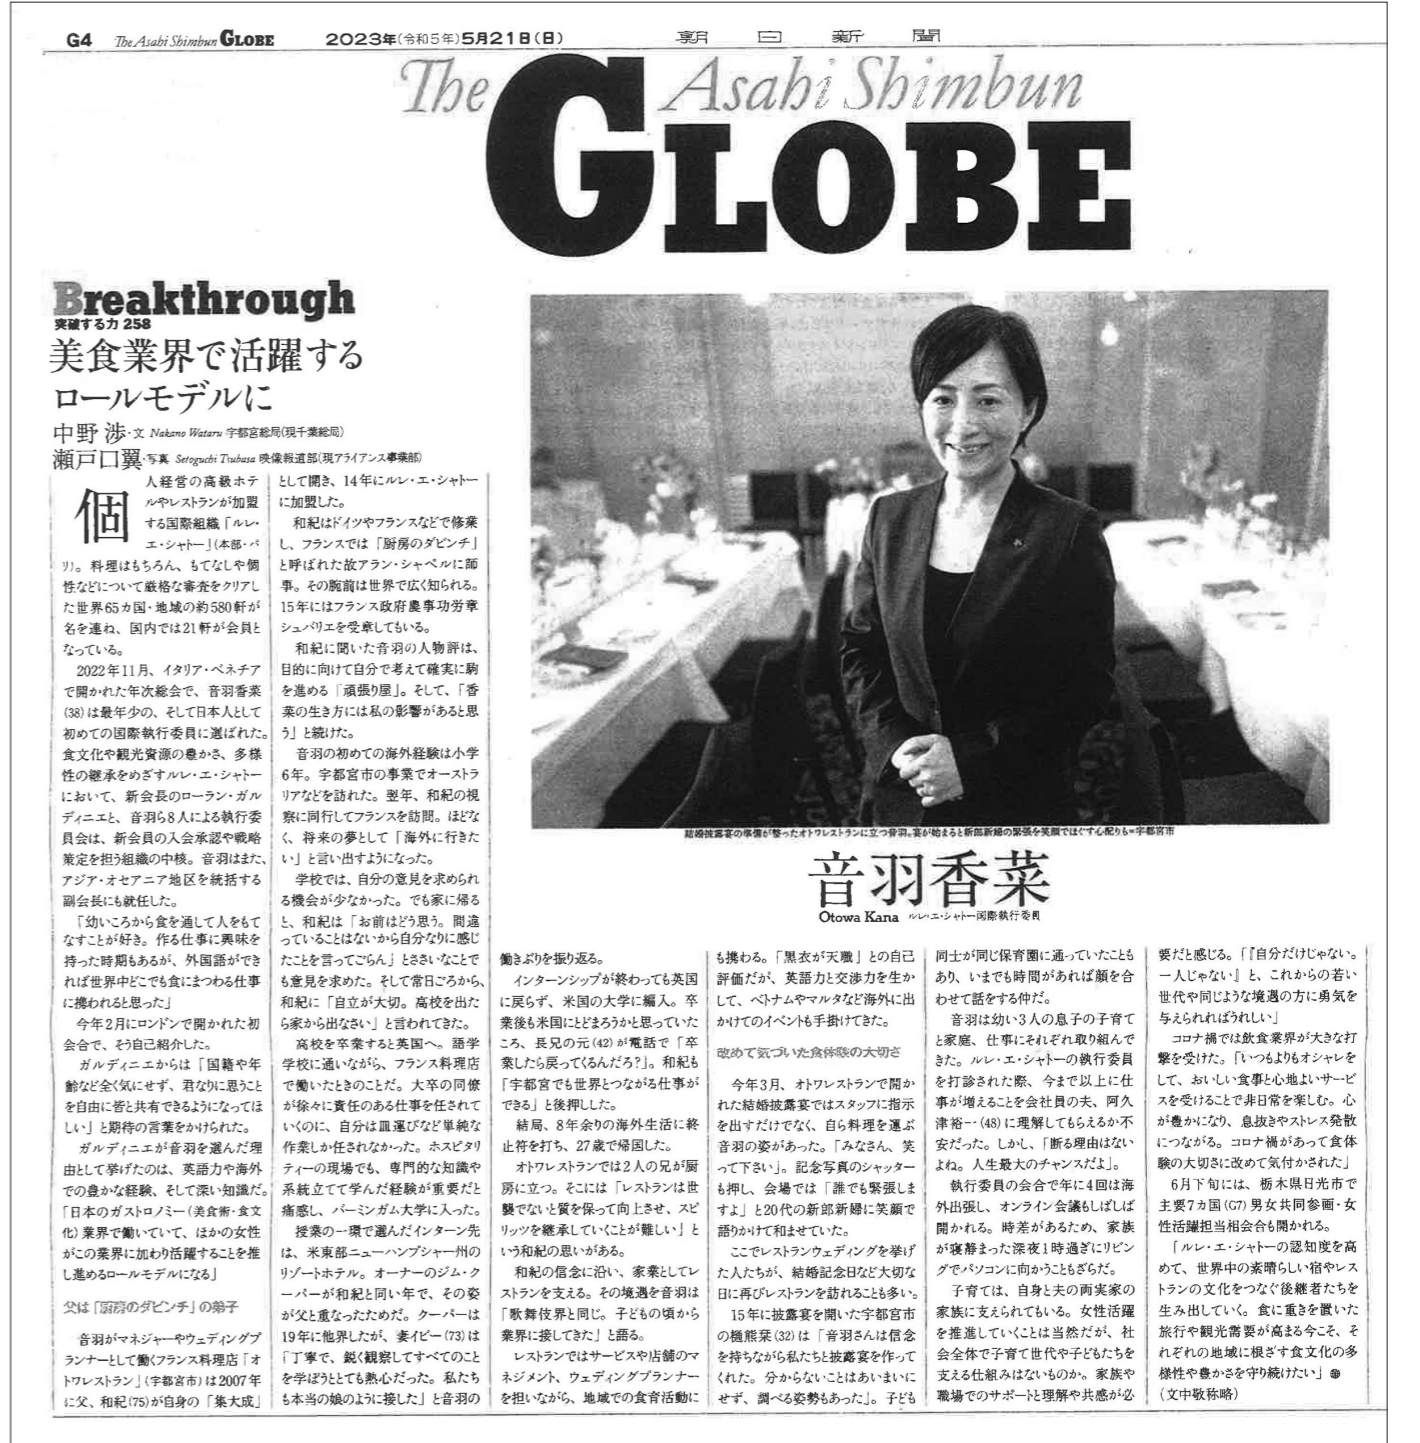 G4 The Asahi Shimbun GLOBE 2023年(令和5年)5月21日(日) 朝日新聞
The Asahi Shimbun
GLOBE
Breakthrough
突破する力 258
美食業界で活躍する
ロールモデルに
中野 渉・文 Nakano Wataru 宇都宮総局(現千葉総局)
瀬戸口翼・写真 Setoguchi Tsubasa 映像報道部(現アライアンス事業部)
個
人経営の高級ホテ
ルやレストランが加盟
する国際組織「ルレ・
エ・シャトー」(本部・パ
リ)。料理はもちろん、もてなしや個
性などについて厳格な審査をクリアし
た世界65カ国・地域の約580軒が
名を連ね、国内では21軒が会員と
なっている。
2022年11月、イタリア・ベネチア
で開かれた年次総会で、音羽香菜
(38)は最年少の、そして日本人として
初めての国際執行委員に選ばれた。
食文化や観光資源の豊かさ、多様
性の継承をめざすルレ・エ・シャトー
において、新会長のローラン・ガル
ディニエと、音羽ら8人による執行委
員会は、新会員の入会承認や戦略
策定を担う組織の中核。音羽はまた、
アジア・オセアニア地区を統括する
副会長にも就任した。
「幼いころから食を通して人をもて
なすことが好き。作る仕事に興味を
持った時期もあるが、外国語ができ
れば世界中どこでも食にまつわる仕事
に携われると思った」
今年2月にロンドンで開かれた初
会合で、そう自己紹介した。
ガルディニエからは「国籍や年
齢など全く気にせず、君なりに思うこと
を自由に皆と共有できるようになってほ
しい」と期待の言葉をかけられた。
ガルディニエが音羽を選んだ理
由として挙げたのは、英語力や海外
での豊かな経験、そして深い知識だ。
「日本のガストロノミー(美食術・食文
化)業界で働いていて、ほかの女性
がこの業界に加わり活躍することを推
し進めるロールモデルになる」
父は「厨房のダビンチ」の弟子
音羽がマネジャーやウェディングプ
ランナーとして働くフランス料理店「オ
トワレストラン」(宇都宮市)は2007年
に父、和紀(75)が自身の「集大成」
として開き、14年にルレ・エ・シャトー
に加盟した。
和紀はドイツやフランスなどで修業
し、フランスでは「厨房のダビンチ」
と呼ばれた故アラン・シャペルに師
事。その腕前は世界で広く知られる。
15年にはフランス政府農事功労章
シュバリエを受章してもいる。
和紀に聞いた音羽の人物評は、
目的に向けて自分で考えて確実に駒
を進める「頑張り屋」。そして、「香
菜の生き方には私の影響があると思
う」と続けた。
音羽の初めての海外経験は小学
6年。宇都宮市の事業でオーストラ
リアなどを訪れた。翌年、和紀の視
察に同行してフランスを訪問。ほどな
く、将来の夢として「海外に行きた
い」と言い出すようになった。
学校では、自分の意見を求められ
る機会が少なかった。でも家に帰る
と、和紀は「お前はどう思う。間違
っていることはないから自分なりに感じ
たことを言ってごらん」とささいなことで
も意見を求めた。そして常日ごろから、
和紀に「自立が大切。高校を出た
ら家から出なさい」と言われてきた。
高校を卒業すると英国へ。語学
学校に通いながら、フランス料理店
で働いたときのことだ。大卒の同僚
が徐々に責任のある仕事を任されて
いくのに、自分は皿運びなど単純な
作業しか任されなかった。ホスピタリ
ティーの現場でも、専門的な知識や
系統立てて学んだ経験が重要だと
痛感し、バーミンガム大学に入った。
授業の一環で選んだインターン先
は、米東部ニューハンプシャー州の
リゾートホテル。オーナーのジム・ク
ーパーが和紀と同い年で、その姿
が父と重なったためだ。クーパーは
19年に他界したが、妻イビー(73)は
「丁寧で、鋭く観察してすべてのこと
を学ぼうととても熱心だった。私たち
も本当の娘のように接した」と音羽の
結婚披露宴の準備が整ったオトワレストランに立つ音羽。宴が始まると新郎新婦の緊張を笑顔でほぐす心配りも=宇都宮市
音羽香菜
Otowa Kana ルレ・エ・シャトー国際執行委員
働きぶりを振り返る。
インターンシップが終わっても英国
に戻らず、米国の大学に編入。卒
業後も米国にとどまろうかと思っていた
ころ、長兄の元(42)が電話で「卒
業したら戻ってくるんだろ?」。和紀も
「宇都宮でも世界とつながる仕事が
できる」と後押しした。
結局、8年余りの海外生活に終
止符を打ち、27歳で帰国した。
オトワレストランでは2人の兄が厨
房に立つ。そこには「レストランは世
襲でないと質を保って向上させ、スピ
リッツを継承していくことが難しい」と
いう和紀の思いがある。
和紀の信念に沿い、家業としてレ
ストランを支える。その境遇を音羽は
「歌舞伎界と同じ。子どもの頃から
業界に接してきた」と語る。
レストランではサービスや店舗のマ
ネジメント、ウェディングプランナー
を担いながら、地域での食育活動に
も携わる。「黒衣が天職」との自己
評価だが、英語力と交渉力を生か
して、ベトナムやマルタなど海外に出
かけてのイベントも手掛けてきた。
改めて気づいた食体験の大切さ
今年3月、オトワレストランで開か
れた結婚披露宴ではスタッフに指示
を出すだけでなく、自ら料理を運ぶ
音羽の姿があった。「みなさん、笑
って下さい」。記念写真のシャッター
も押し、会場では「誰でも緊張しま
すよ」と20代の新郎新婦に笑顔で
語りかけて和ませていた。
ここでレストランウェディングを挙げ
た人たちが、結婚記念日など大切な
日に再びレストランを訪れることも多い。
15年に披露宴を開いた宇都宮市
の樋熊栞(32)は「音羽さんは信念
を持ちながら私たちと披露宴を作って
くれた。分からないことはあいまいに
せず、調べる姿勢もあった」。子ども
同士が同じ保育園に通っていたことも
あり、いまでも時間があれば顔を合
わせて話をする仲だ。
音羽は幼い3人の息子の子育て
と家庭、仕事にそれぞれ取り組んで
きた。ルレ・エ・シャトーの執行委員
を打診された際、今まで以上に仕
事が増えることを会社員の夫、阿久
津裕一(48)に理解してもらえるか不
安だった。しかし、「断る理由はない
よね。人生最大のチャンスだよ」。
執行委員の会合で年に4回は海
外出張し、オンライン会議もしばしば
開かれる。時差があるため、家族
が寝静まった深夜1時過ぎにリビン
グでパソコンに向かうこともざらだ。
子育ては、自身と夫の両実家の
家族に支えられてもいる。女性活躍
を推進していくことは当然だが、社
会全体で子育て世代や子どもたちを
支える仕組みはないものか。家族や
職場でのサポートと理解や共感が必
要だと感じる。「『自分だけじゃない。
一人じゃない』と、これからの若い
世代や同じような境遇の方に勇気を
与えられればうれしい」
コロナ禍では飲食業界が大きな打
撃を受けた。「いつもよりもオシャレを
して、おいしい食事と心地よいサービ
スを受けることで非日常を楽しむ。心
が豊かになり、息抜きやストレス発散
につながる。コロナ禍があって食体
験の大切さに改めて気付かされた」
6月下旬には、栃木県日光市で
主要7カ国(G7)男女共同参画・女
性活躍担当相会合も開かれる。
「ルレ・エ・シャトーの認知度を高
めて、世界中の素晴らしい宿やレス
トランの文化をつなぐ後継者たちを
生み出していく。食に重きを置いた
旅行や観光需要が高まる今こそ、そ
れぞれの地域に根ざす食文化の多
様性や豊かさを守り続けたい」
(文中敬称略)